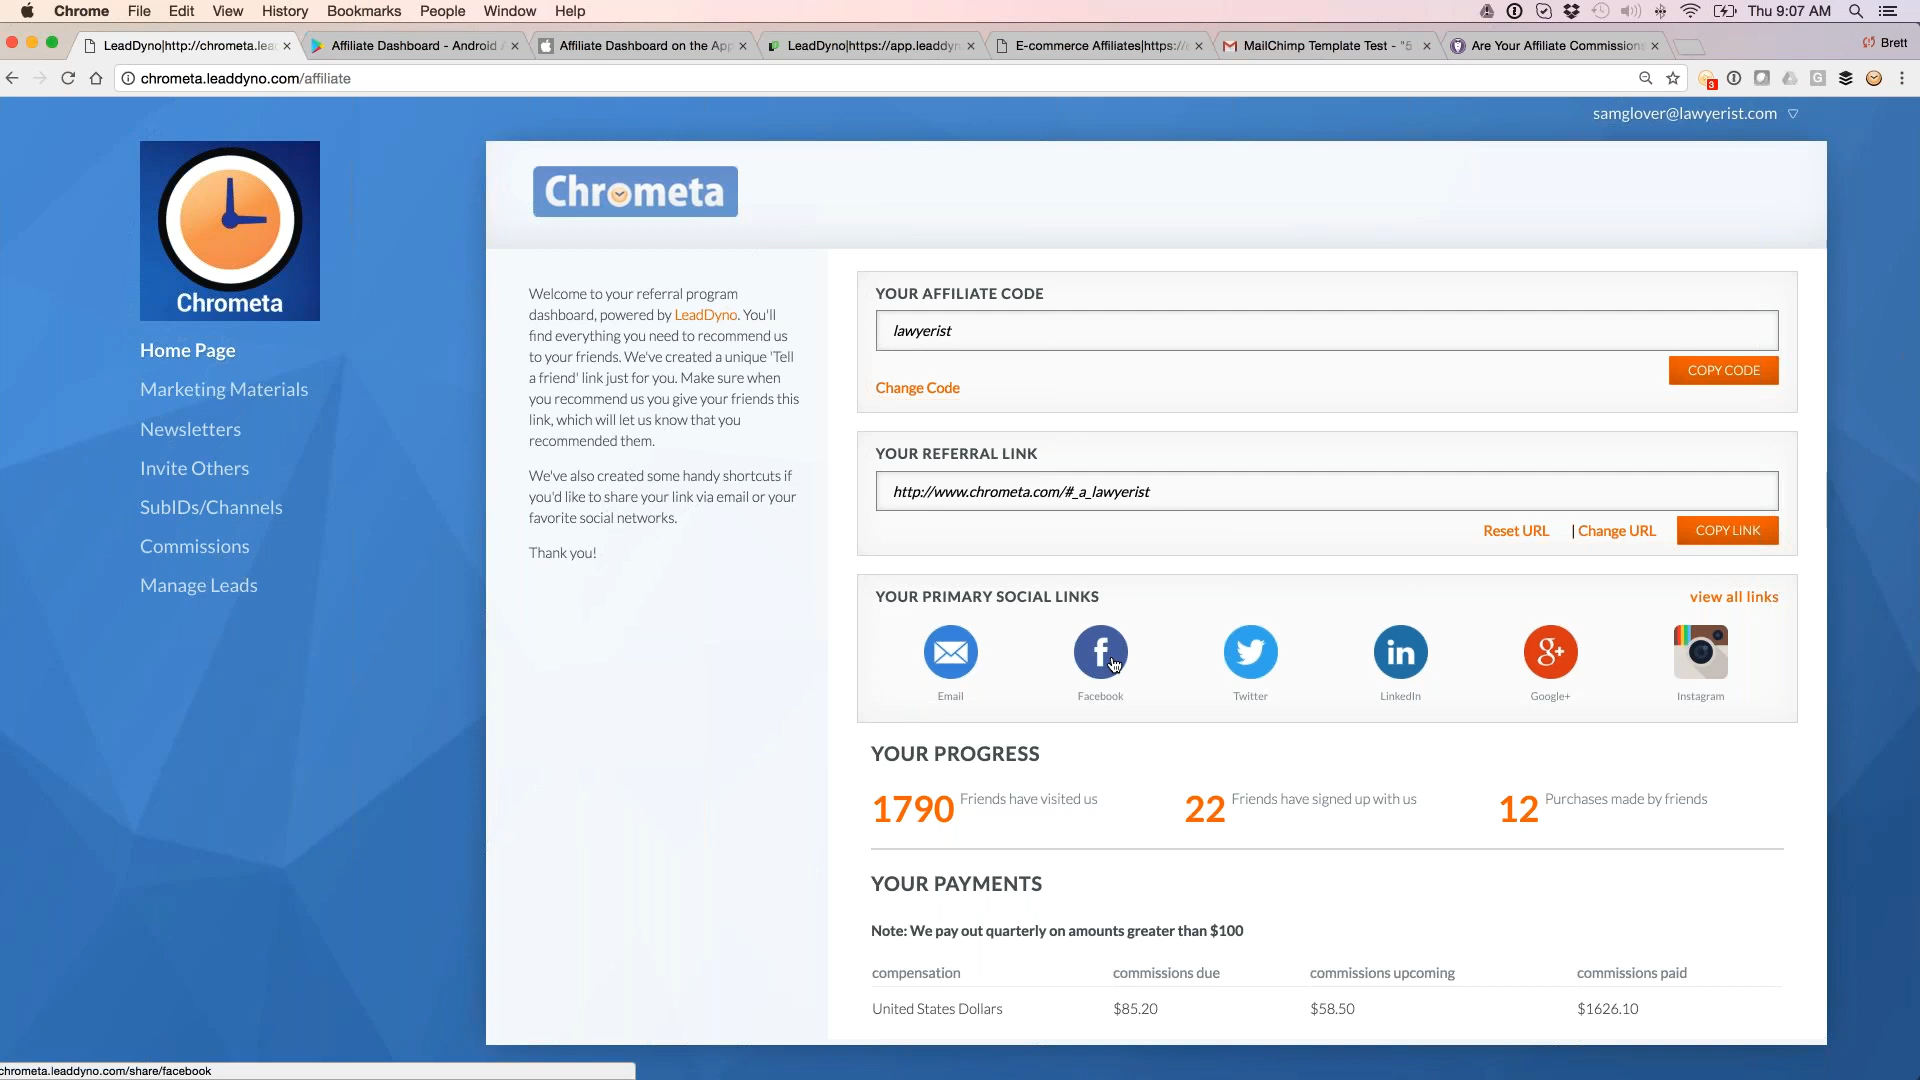 Chrome File Edit View History Bookmarks People Window Help Thu 9:07 AM
LeadDyno|http://chrometa.lea Affiliate Dashboard - Android Affiliate Dashboard on the App LeadDyno|https://app.leaddyn E-commerce Affiliates|https:// MailChimp Template Test - "5 Are Your Affiliate Commissions Brett
chrometa.leaddyno.com/affiliate
3
samglover@lawyerist.com
Chrometa
Home Page
Marketing Materials
Newsletters
Invite Others
SubIDs/Channels
Commissions
Manage Leads
Chrometa
Welcome to your referral program
dashboard, powered by LeadDyno. You'll
find everything you need to recommend us
to your friends. We've created a unique 'Tell
a friend' link just for you. Make sure when
you recommend us you give your friends this
link, which will let us know that you
recommended them.
We've also created some handy shortcuts if
you'd like to share your link via email or your
favorite social networks.
Thank you!
YOUR AFFILIATE CODE
lawyerist
COPY CODE
Change Code
YOUR REFERRAL LINK
http://www.chrometa.com/#_a_lawyerist
Reset URL | Change URL COPY LINK
YOUR PRIMARY SOCIAL LINKS view all links
Email Facebook Twitter LinkedIn Google+ Instagram
YOUR PROGRESS
1790 Friends have visited us 22 Friends have signed up with us 12 Purchases made by friends
YOUR PAYMENTS
Note: We pay out quarterly on amounts greater than $100
compensation commissions due commissions upcoming commissions paid
United States Dollars $85.20 $58.50 $1626.10
chrometa.leaddyno.com/share/facebook